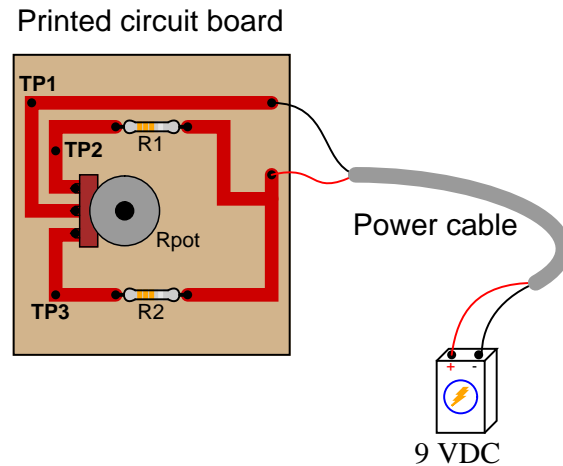 Printed circuit board
TP1
R1
TP2
Rpot
TP3
R2
Power cable
+ -
9 VDC